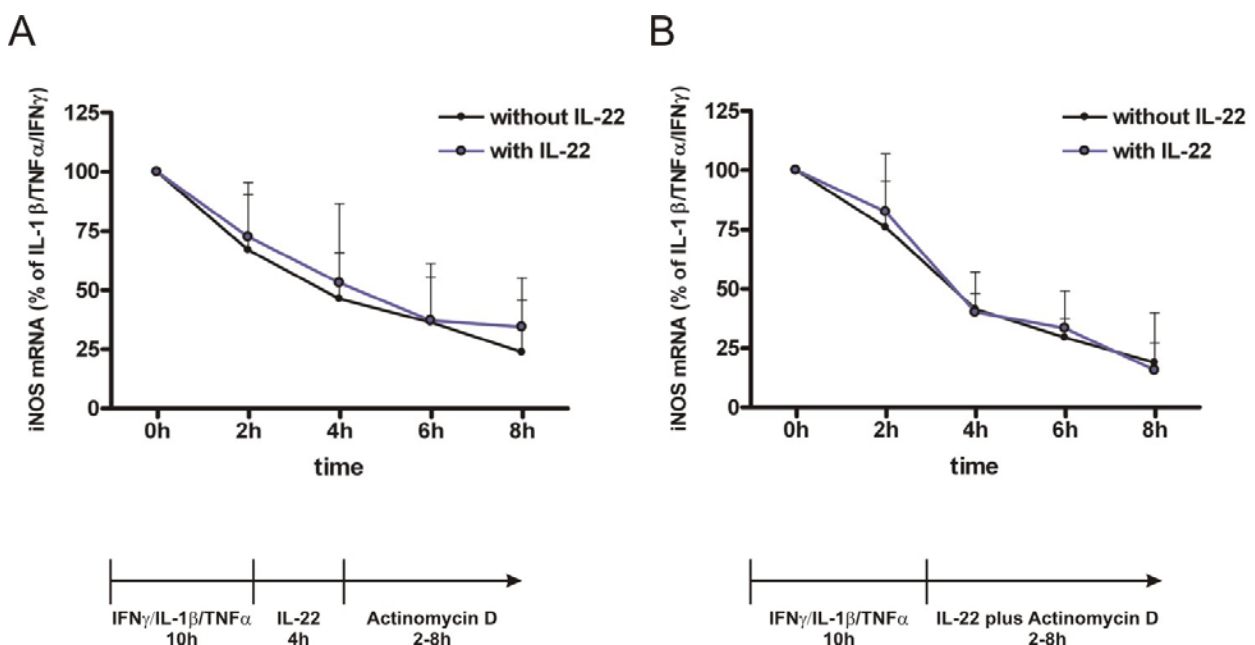 A
iNOS mRNA (% of IL-1 β/TNFα/IFNγ)
125
100
75
50
25
0
without IL-22
with IL-22
0h 2h 4h 6h 8h
time
IFNγ/IL-1β/TNFα
10h
IL-22
4h
Actinomycin D
2-8h
B
iNOS mRNA (% of IL-1 β/TNFα/IFNγ)
125
100
75
50
25
0
without IL-22
with IL-22
0h 2h 4h 6h 8h
time
IFNγ/IL-1β/TNFα
10h
IL-22 plus Actinomycin D
2-8h